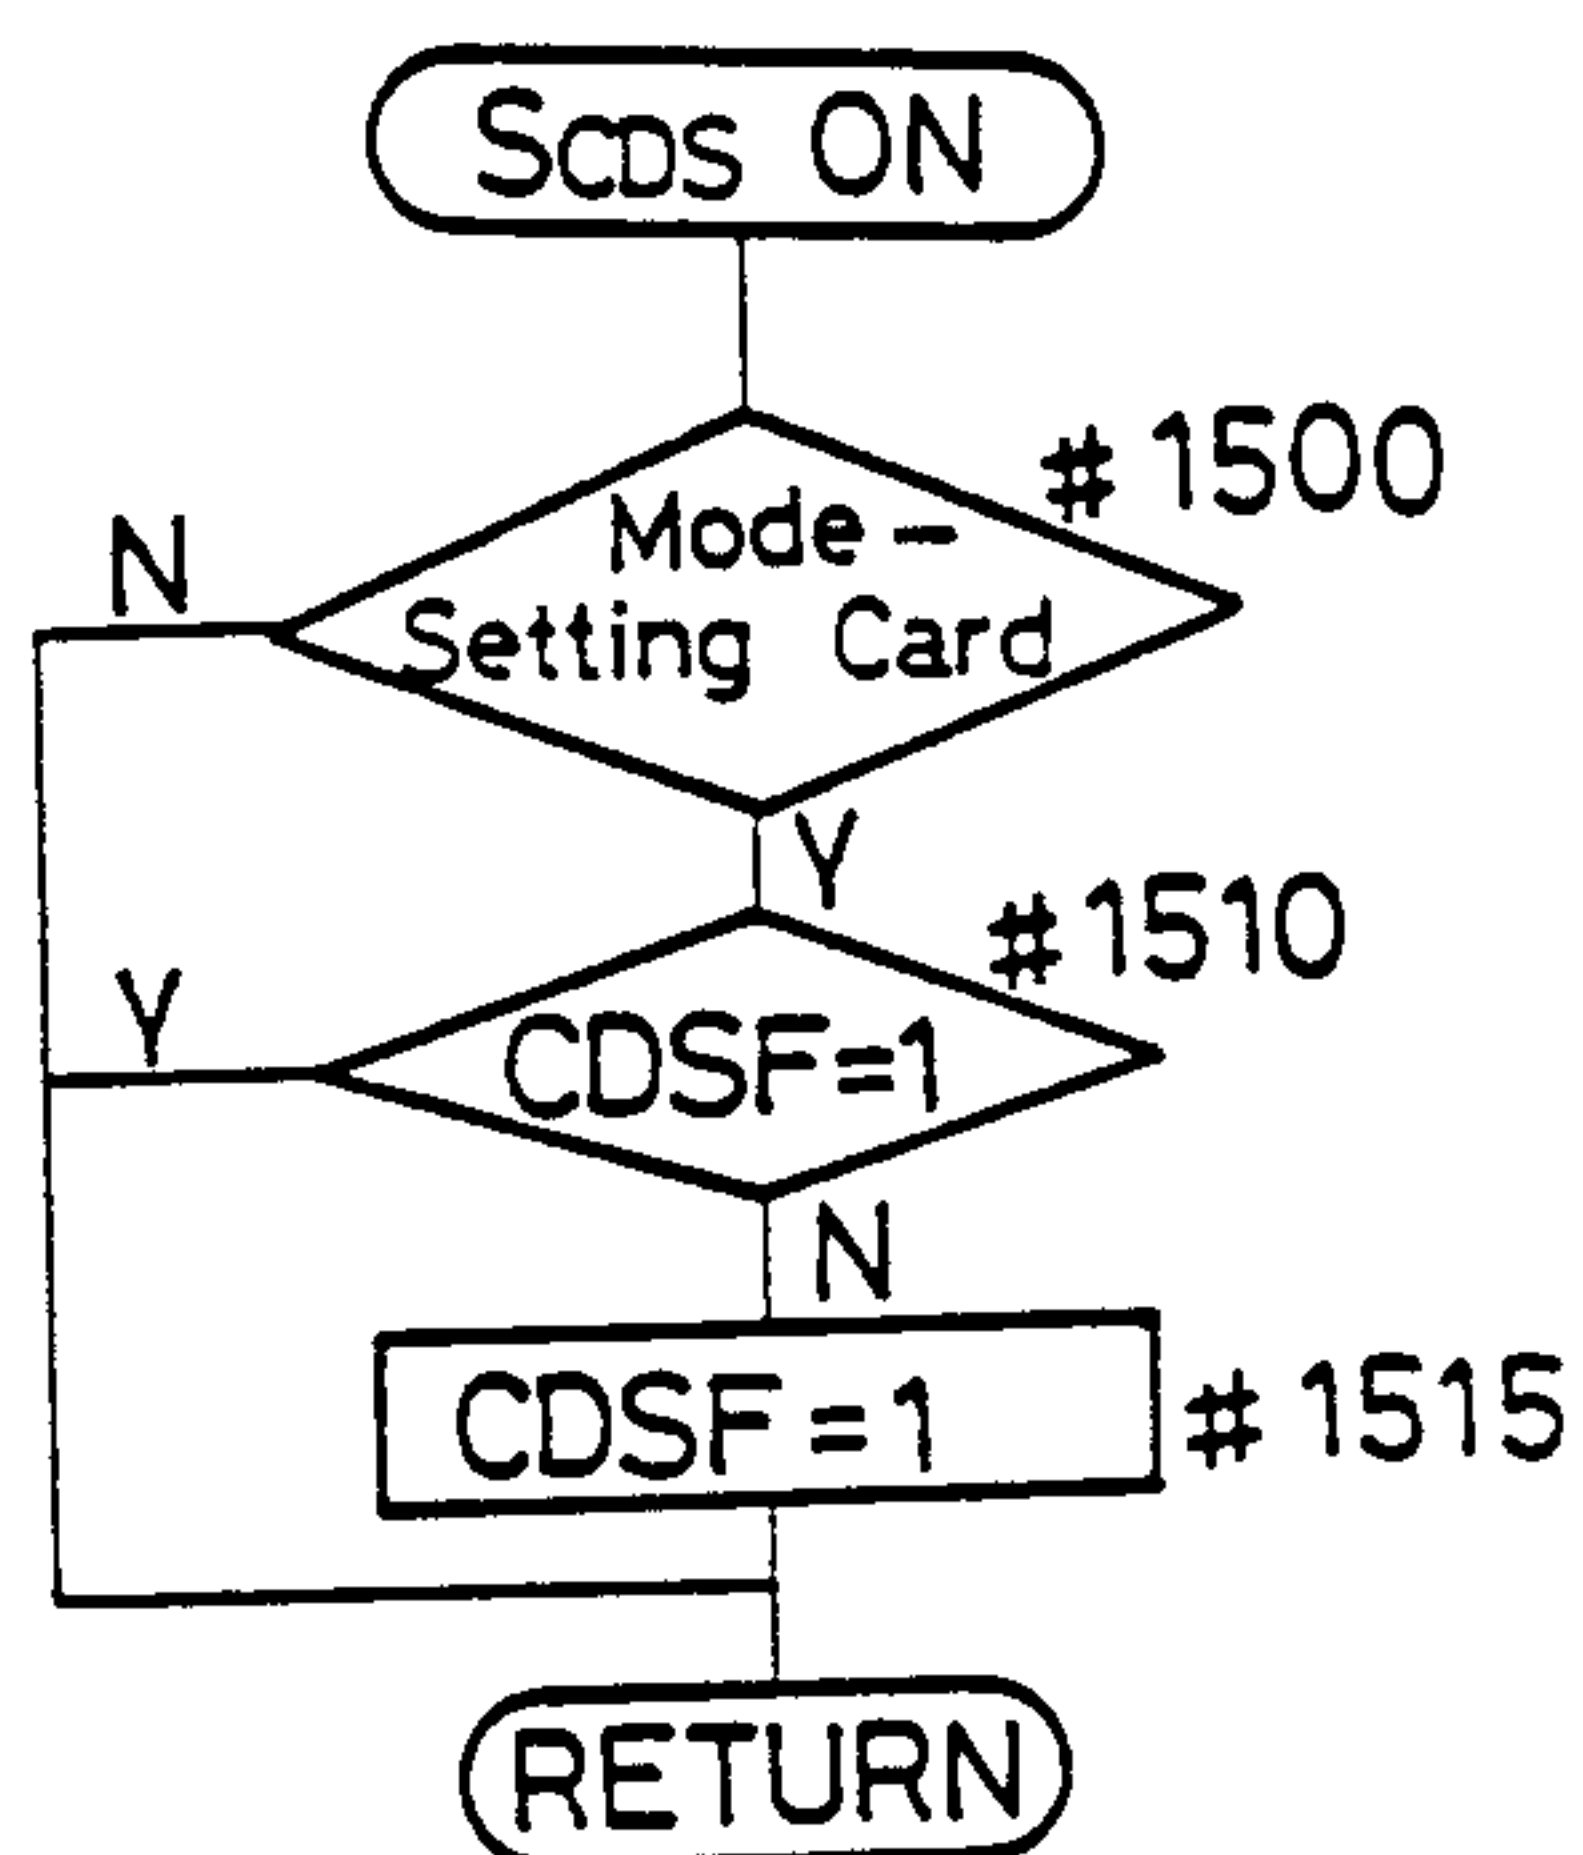 SCDS ON
#1500
Mode-
Setting Card
N
Y
#1510
CDSF=1
Y
N
CDSF=1
#1515
RETURN